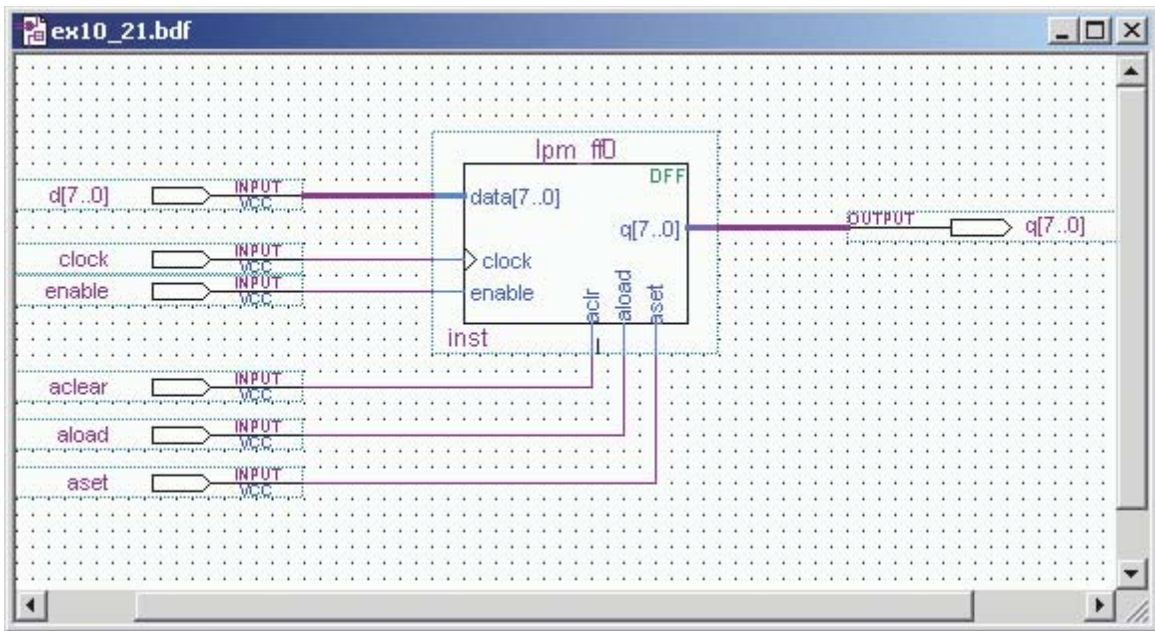 ex10_21.bdf
lpm_ff0
DFF
d[7..0] INPUT VCC data[7..0]
q[7..0] OUTPUT q[7..0]
clock INPUT VCC clock
enable INPUT VCC enable
aclr aload aset
inst
aclear INPUT VCC
aload INPUT VCC
aset INPUT VCC